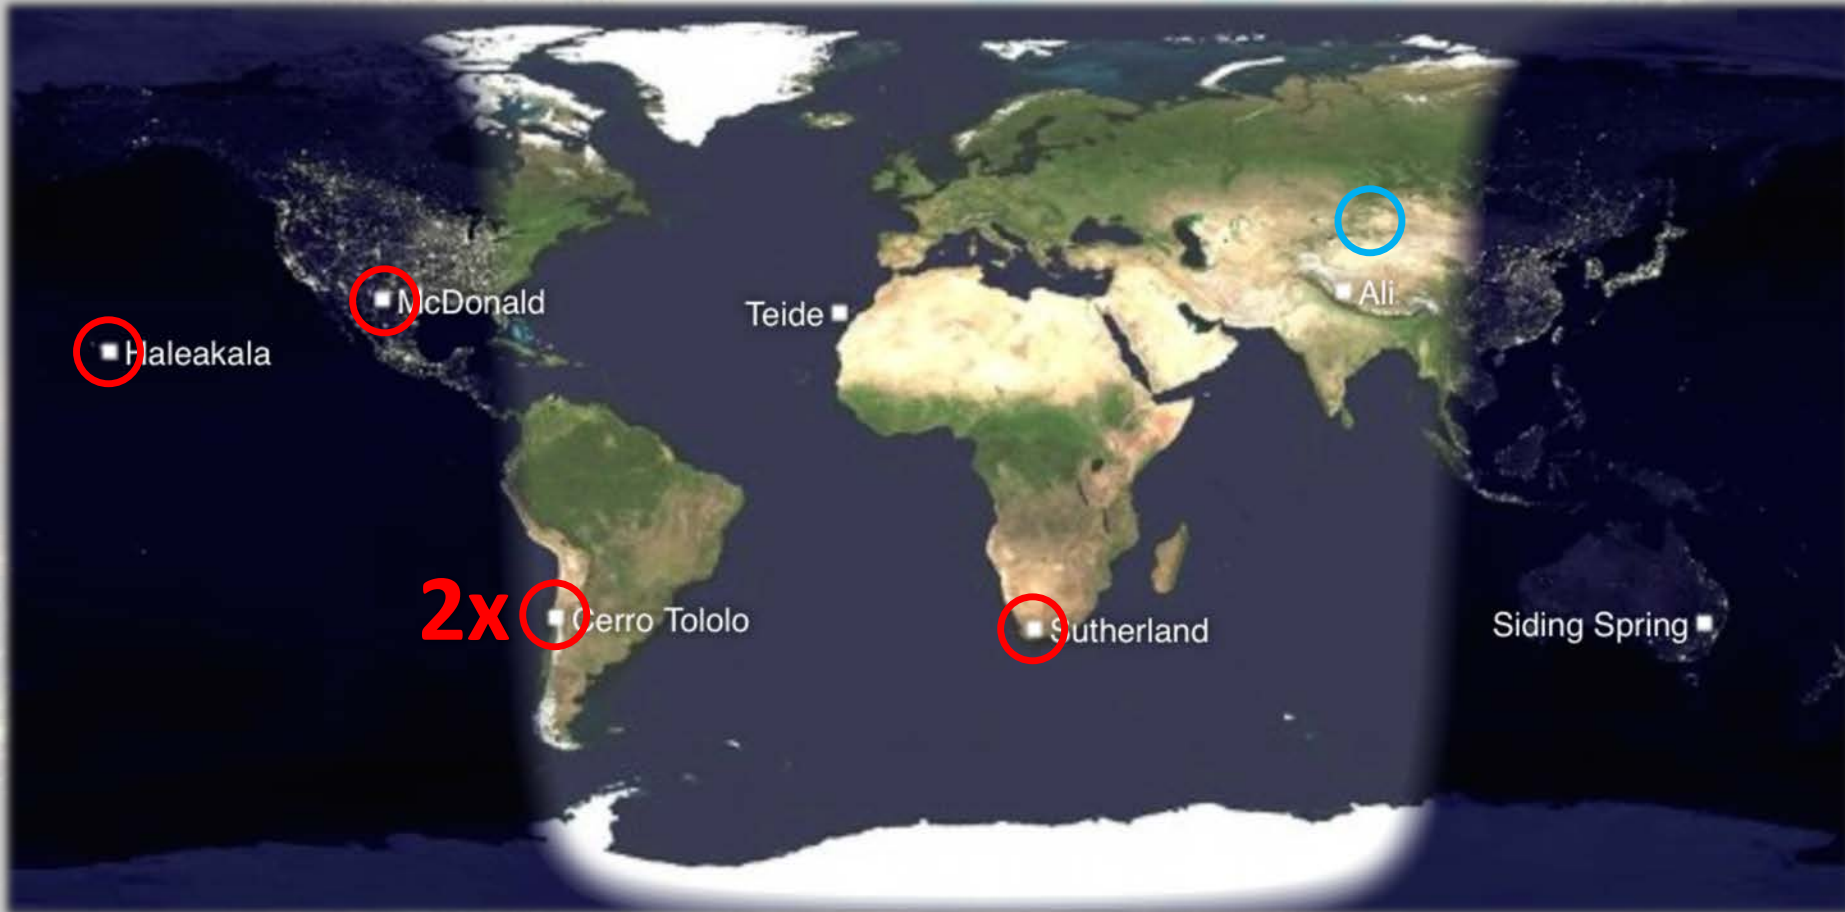 McDonald
Teide
Ali
Haleakala
2x
Cerro Tololo
Sutherland
Siding Spring